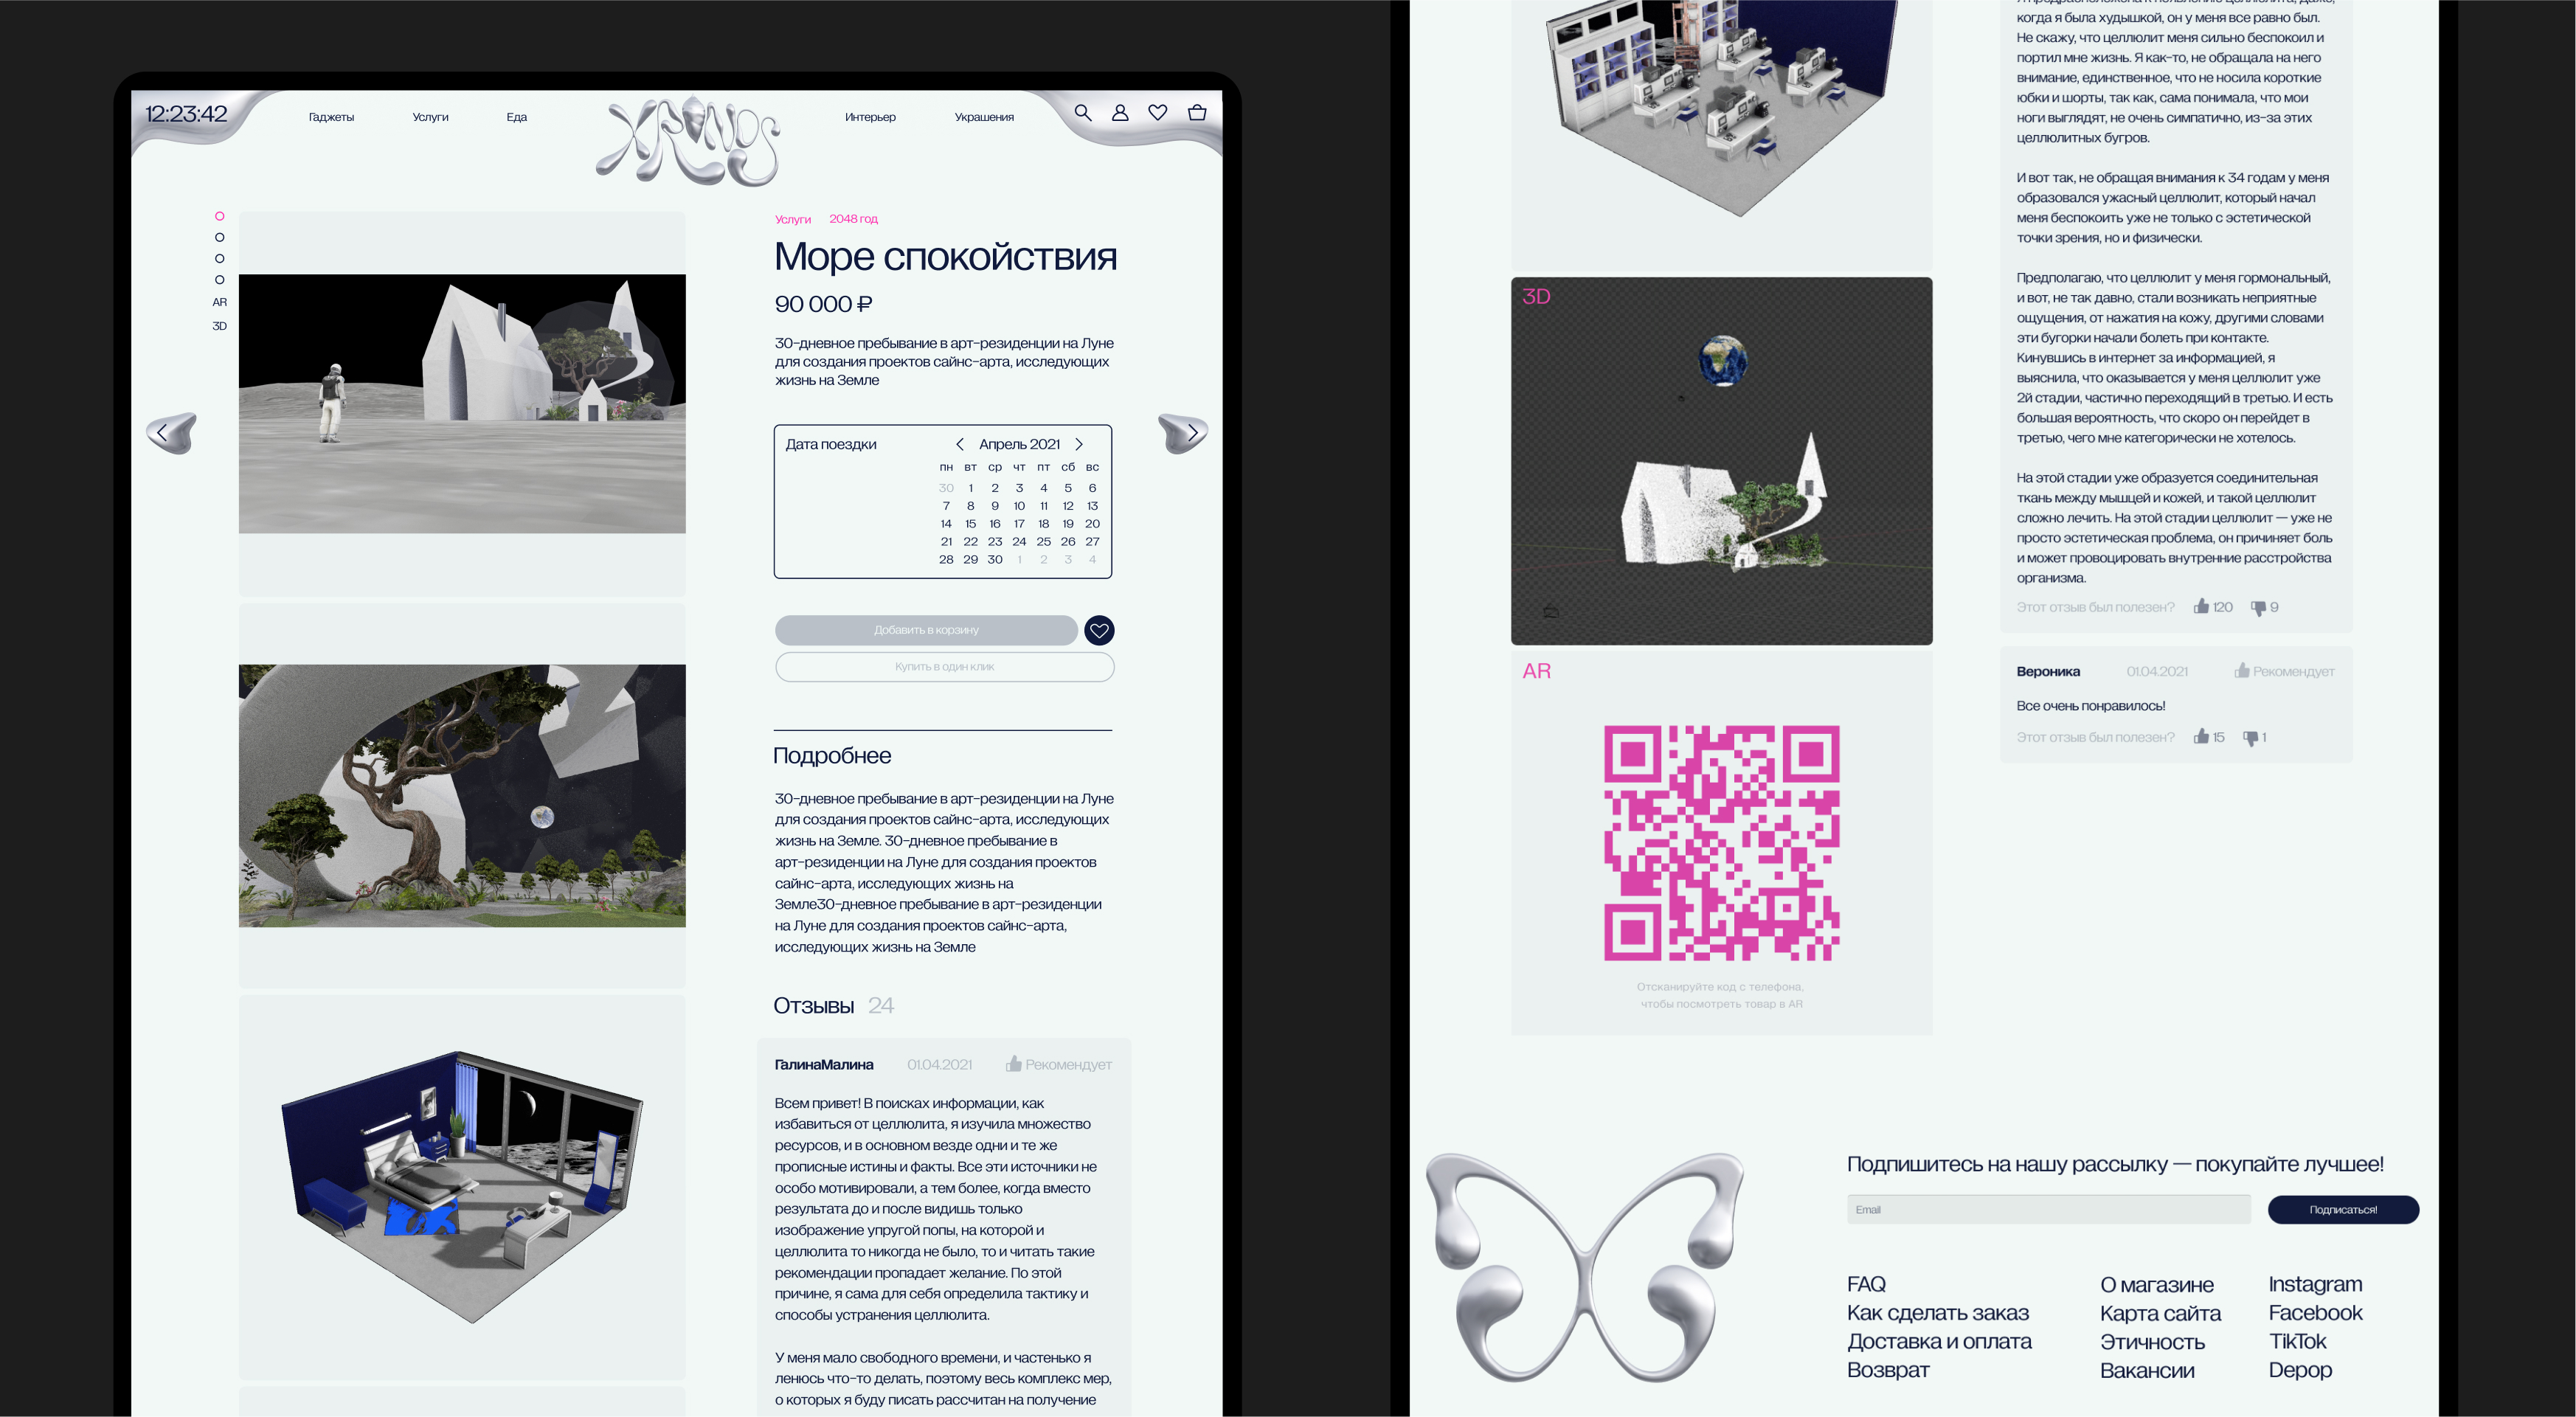 12:23:42
Гаджеты
Услуги
Еда
Интерьер
Украшения
AR
3D
Услуги 2048 год
Море спокойствия
90 000 ₽
30-дневное пребывание в арт-резиденции на Луне
для создания проектов сайнс-арта, исследующих
жизнь на Земле
Дата поездки
Апрель 2021
пн вт ср чт пт сб вс
30 1 2 3 4 5 6
7 8 9 10 11 12 13
14 15 16 17 18 19 20
21 22 23 24 25 26 27
28 29 30 1 2 3 4
Добавить в корзину
Купить в один клик
Подробнее
30-дневное пребывание в арт-резиденции на Луне
для создания проектов сайнс-арта, исследующих
жизнь на Земле. 30-дневное пребывание в
арт-резиденции на Луне для создания проектов
сайнс-арта, исследующих жизнь на
Земле30-дневное пребывание в арт-резиденции
на Луне для создания проектов сайнс-арта,
исследующих жизнь на Земле
Отзывы 24
ГалинаМалина 01.04.2021 Рекомендует
Всем привет! В поисках информации, как
избавиться от целлюлита, я изучила множество
ресурсов, и в основном везде одни и те же
прописные истины и факты. Все эти источники не
особо мотивировали, а тем более, когда вместо
результата до и после видишь только
изображение упругой попы, на которой и
целлюлита то никогда не было, то и читать такие
рекомендации пропадает желание. По этой
причине, я сама для себя определила тактику и
способы устранения целлюлита.
У меня мало свободного времени, и частенько я
ленюсь что-то делать, поэтому весь комплекс мер,
о которых я буду писать рассчитан на получение
когда я была худышкой, он у меня все равно был.
Не скажу, что целлюлит меня сильно беспокоил и
портил мне жизнь. Я как-то, не обращала на него
внимание, единственное, что не носила короткие
юбки и шорты, так как, сама понимала, что мои
ноги выглядят, не очень симпатично, из-за этих
целлюлитных бугров.
И вот так, не обращая внимания к 34 годам у меня
образовался ужасный целлюлит, который начал
меня беспокоить уже не только с эстетической
точки зрения, но и физически.
Предполагаю, что целлюлит у меня гормональный,
и вот, не так давно, стали возникать неприятные
ощущения, от нажатия на кожу, другими словами
эти бугорки начали болеть при контакте.
Кинувшись в интернет за информацией, я
выяснила, что оказывается у меня целлюлит уже
2й стадии, частично переходящий в третью. И есть
большая вероятность, что скоро он перейдет в
третью, чего мне категорически не хотелось.
На этой стадии уже образуется соединительная
ткань между мышцей и кожей, и такой целлюлит
сложно лечить. На этой стадии целлюлит — уже не
просто эстетическая проблема, он причиняет боль
и может провоцировать внутренние расстройства
организма.
Этот отзыв был полезен? 120 9
Вероника 01.04.2021 Рекомендует
Все очень понравилось!
Этот отзыв был полезен? 15 1
3D
AR
Отсканируйте код с телефона,
чтобы посмотреть товар в AR
Подпишитесь на нашу рассылку — покупайте лучшее!
Email
Подписаться!
FAQ
Как сделать заказ
Доставка и оплата
Возврат
О магазине
Карта сайта
Этичность
Вакансии
Instagram
Facebook
TikTok
Depop